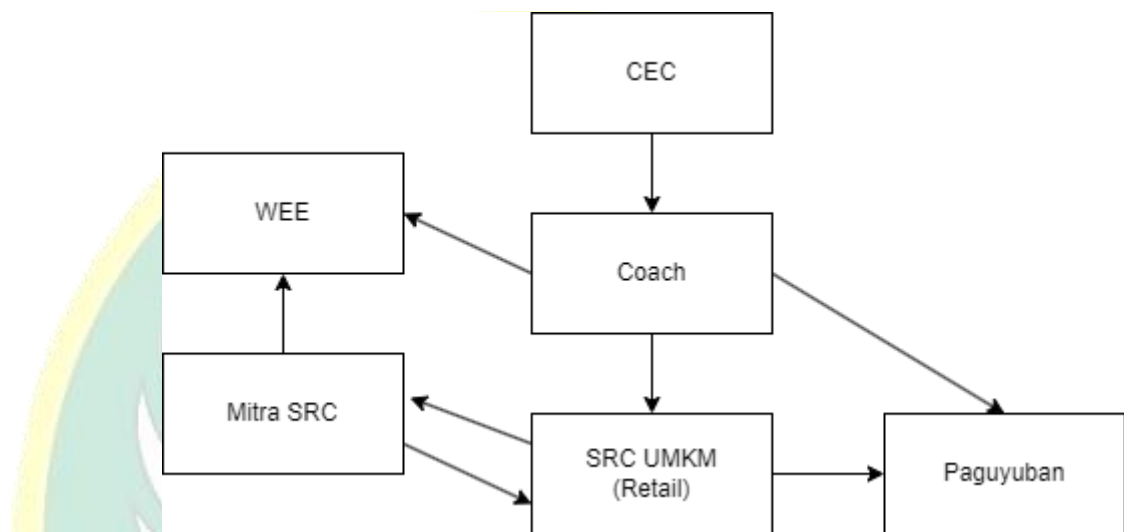 CEC
WEE
Coach
Mitra SRC
SRC UMKM
(Retail)
Paguyuban